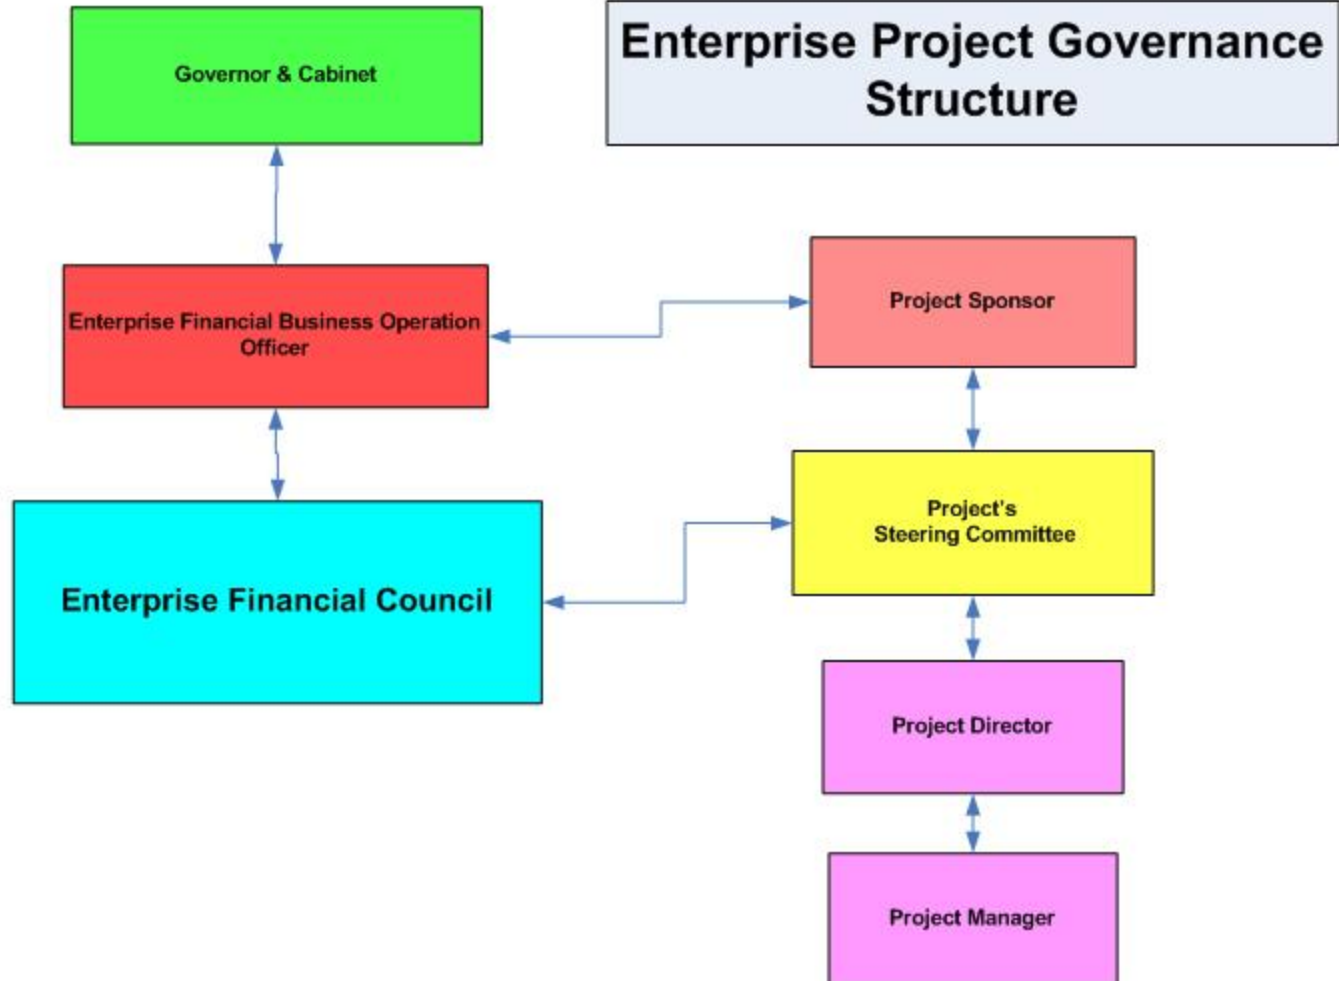 Enterprise Project Governance
Structure
Governor & Cabinet
Enterprise Financial Business Operation
Officer
Project Sponsor
Project's
Steering Committee
Enterprise Financial Council
Project Director
Project Manager